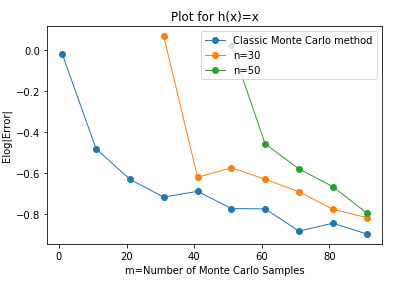 Plot for h(x)=x
Classic Monte Carlo method
n=30
n=50
Elog|Error|
0.0
−0.2
−0.4
−0.6
−0.8
0
20
40
60
80
m=Number of Monte Carlo Samples